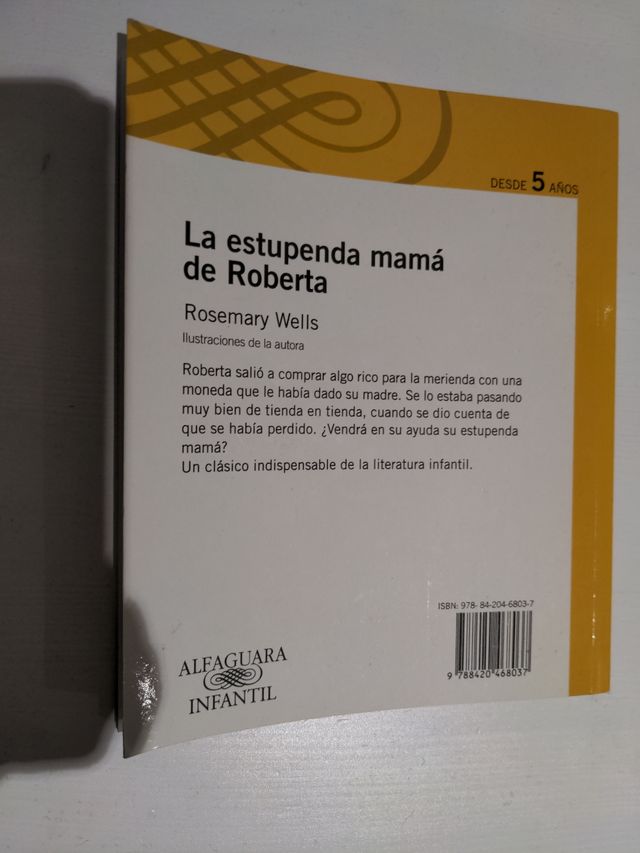 DESDE 5 AÑOS
La estupenda mamá
de Roberta
Rosemary Wells
Ilustraciones de la autora
Roberta salió a comprar algo rico para la merienda con una
moneda que le había dado su madre. Se lo estaba pasando
muy bien de tienda en tienda, cuando se dio cuenta de
que se había perdido. ¿Vendrá en su ayuda su estupenda
mamá?
Un clásico indispensable de la literatura infantil.
ISBN: 978- 84-204-6803-7
9 788420 468037
ALFAGUARA
INFANTIL